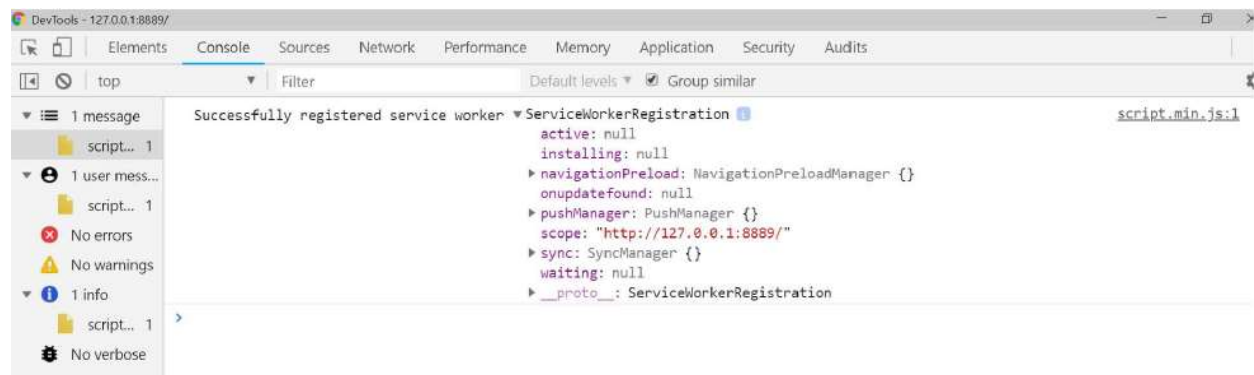 DevTools - 127.0.0.1:8889/
Elements Console Sources Network Performance Memory Application Security Audits
top Filter Default levels Group similar
1 message
script... 1
1 user mess...
script... 1
No errors
No warnings
1 info
script... 1
No verbose
Successfully registered service worker ServiceWorkerRegistration script.min.js:1
active: null
installing: null
navigationPreload: NavigationPreloadManager {}
onupdatefound: null
pushManager: PushManager {}
scope: "http://127.0.0.1:8889/"
sync: SyncManager {}
waiting: null
__proto__: ServiceWorkerRegistration